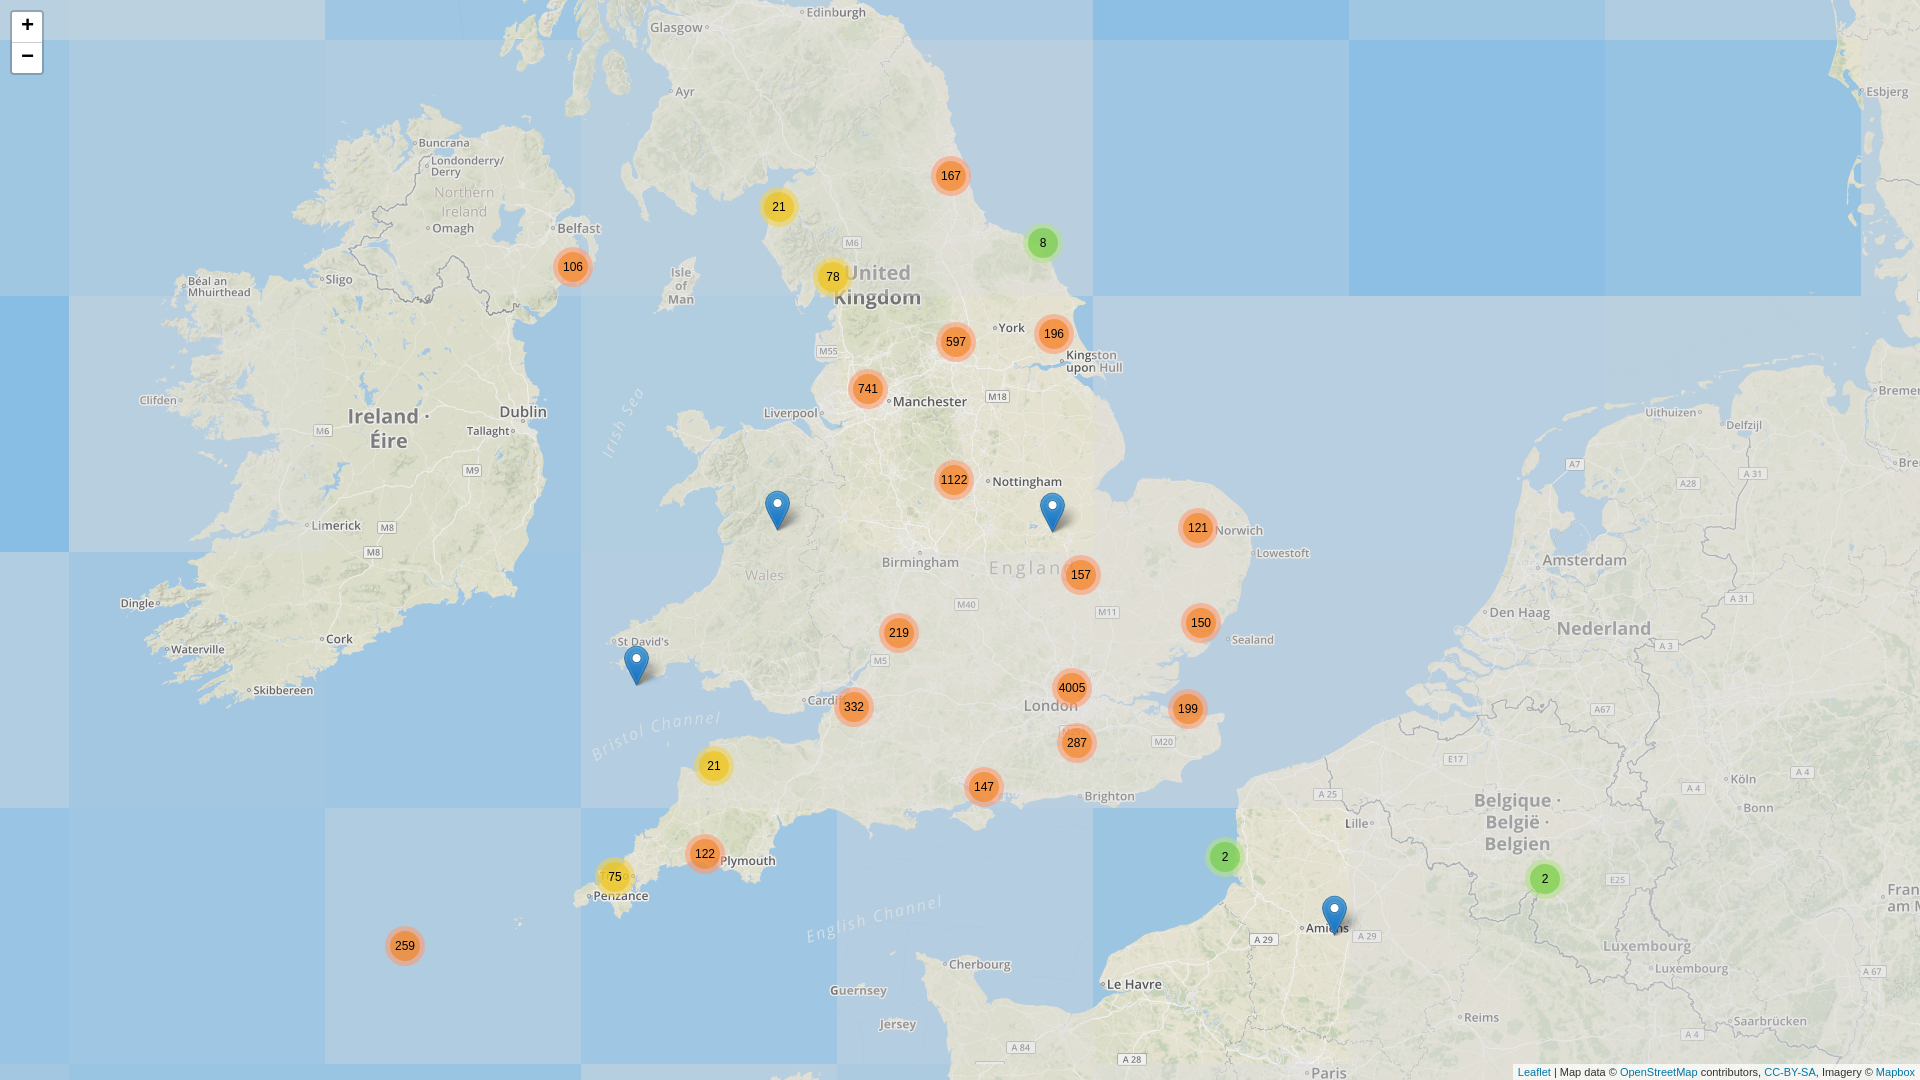 +
−
Edinburgh
Glasgow
Ayr
Esbjerg
Buncrana
Londonderry/
Derry
Northern
Ireland
Omagh
Belfast
167
21
8
M6
106
78
United
Kingdom
Isle
of
Man
Sligo
Béal an
Mhuirthead
York
196
597
M55
Kingston
upon Hull
741
Manchester
M18
Liverpool
Clifden
Ireland ·
Éire
Dublin
Tallaght
M6
M9
Irish Sea
Uithuizen
Delfzijl
A7
A 31
A28
1122
Nottingham
Limerick
M8
M8
121
Norwich
Lowestoft
Birmingham
Wales
157
Amsterdam
Dingle
M40
M11
A 31
Den Haag
Nederland
Cork
Waterville
St David's
219
150
Sealand
A 3
M5
Skibbereen
4005
London
332
199
A67
Bristol Channel
287
M20
E17
21
147
Brighton
Köln
A 4
A 4
Bonn
A 25
Lille
Belgique ·
België ·
Belgien
122
Plymouth
2
75
Penzance
2
E25
English Channel
Amiens
A 29
A 29
259
Luxembourg
Luxembourg
A 67
Cherbourg
Le Havre
Guernsey
Jersey
Reims
Saarbrücken
A 4
A 84
A 28
Paris
Leaflet | Map data © OpenStreetMap contributors, CC-BY-SA, Imagery © Mapbox